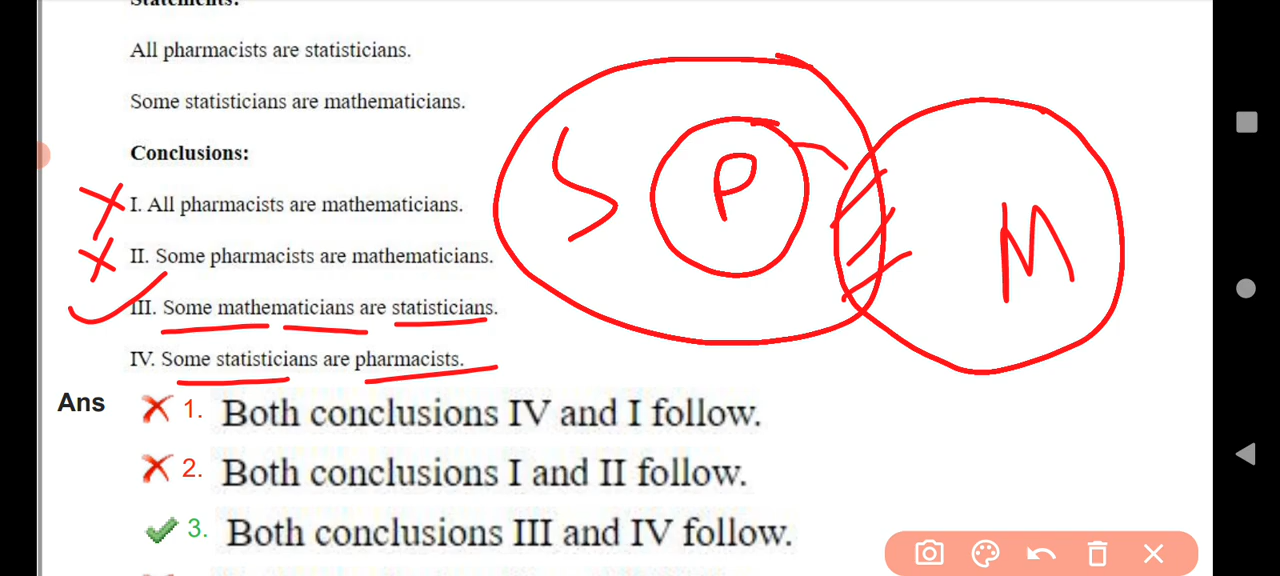 Statements:
All pharmacists are statisticians.
Some statisticians are mathematicians.
Conclusions:
I. All pharmacists are mathematicians.
II. Some pharmacists are mathematicians.
III. Some mathematicians are statisticians.
IV. Some statisticians are pharmacists.
S
P
M
Ans
1. Both conclusions IV and I follow.
2. Both conclusions I and II follow.
3. Both conclusions III and IV follow.